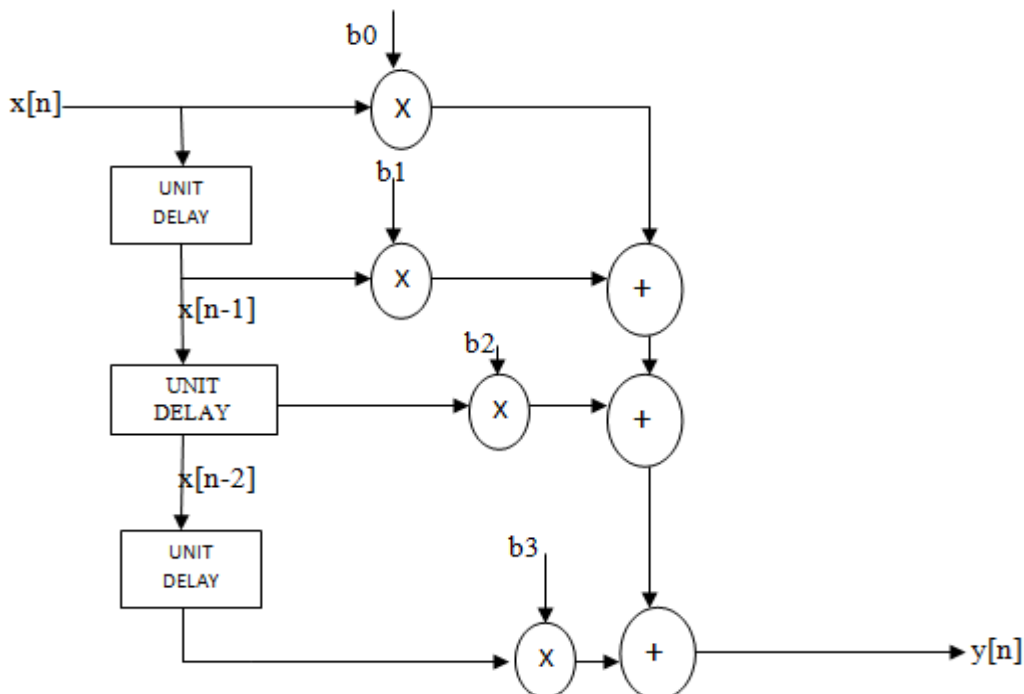 b0
x[n]
X
UNIT
DELAY
b1
X
+
x[n-1]
b2
UNIT
DELAY
X
+
x[n-2]
UNIT
DELAY
b3
X
+
y[n]